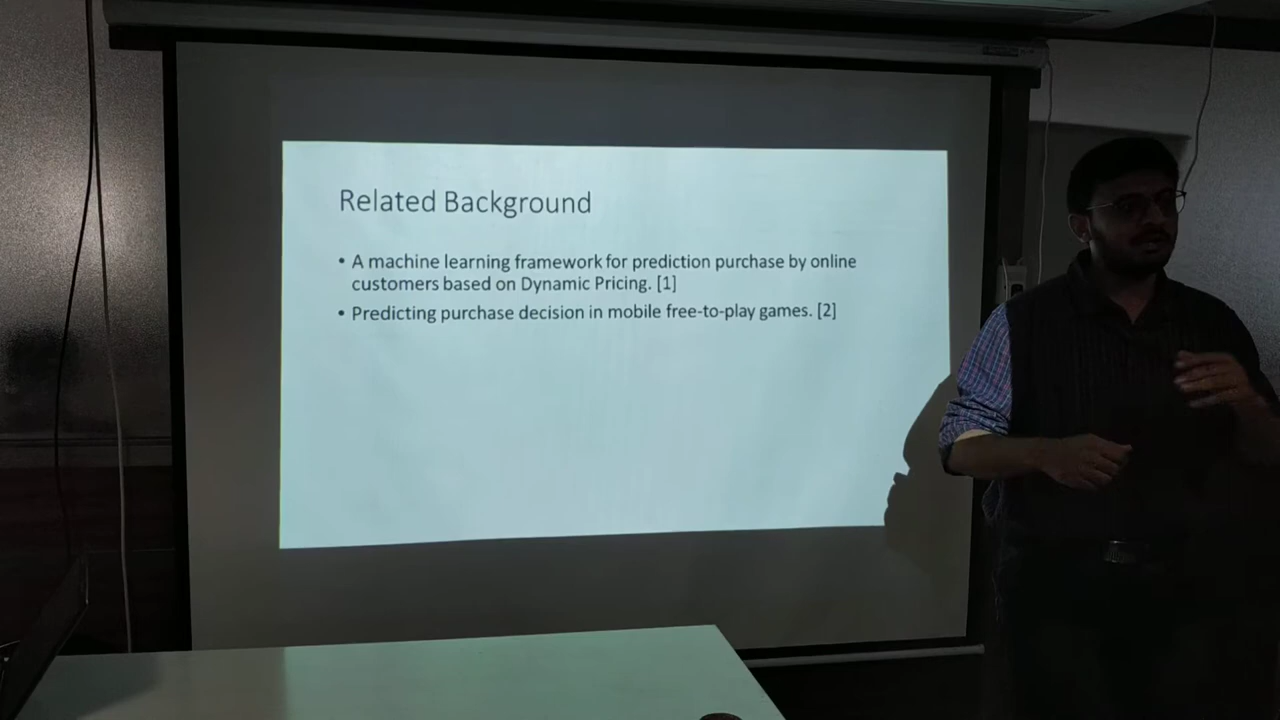 Related Background
• A machine learning framework for prediction purchase by online
customers based on Dynamic Pricing. [1]
• Predicting purchase decision in mobile free-to-play games. [2]